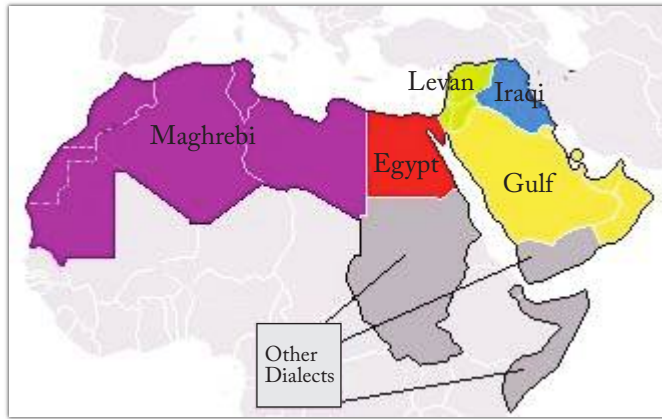 Levan
Iraqi
Maghrebi
Egypt
Gulf
Other
Dialects